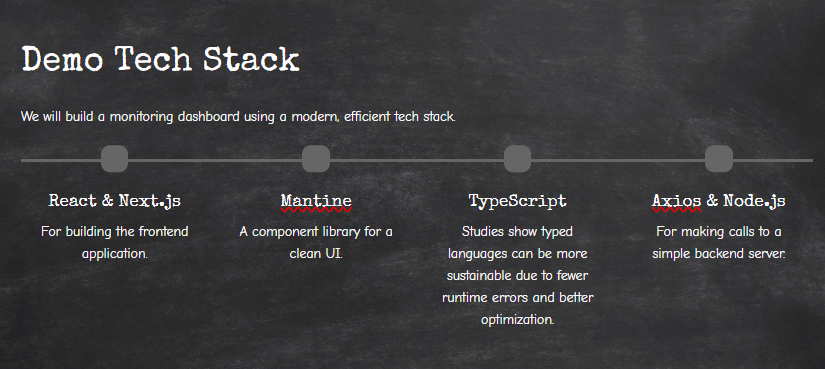 Demo Tech Stack
We will build a monitoring dashboard using a modern, efficient tech stack.
React & Next.js
For building the frontend
application.
Mantine
A component library for a
clean UI.
TypeScript
Studies show typed
languages can be more
sustainable due to fewer
runtime errors and better
optimization.
Axios & Node.js
For making calls to a
simple backend server.